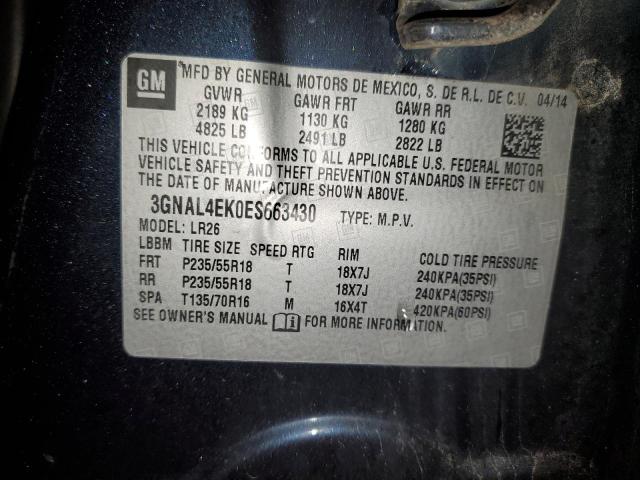 GM MFD BY GENERAL MOTORS DE MEXICO, S. DE R.L. DE C.V. 04/14
GVWR GAWR FRT GAWR RR
2189 KG 1130 KG 1280 KG
4825 LB 2491 LB 2822 LB
THIS VEHICLE CONFORMS TO ALL APPLICABLE U.S. FEDERAL MOTOR
VEHICLE SAFETY AND THEFT PREVENTION STANDARDS IN EFFECT ON
THE DATE OF MANUFACTURE SHOWN ABOVE.
3GNAL4EK0ES663430 TYPE: M.P.V.
MODEL: LR26
LBBM TIRE SIZE SPEED RTG RIM COLD TIRE PRESSURE
FRT P235/55R18 T 18X7J 240KPA(35PSI)
RR P235/55R18 T 18X7J 240KPA(35PSI)
SPA T135/70R16 M 16X4T 420KPA(60PSI)
SEE OWNER'S MANUAL FOR MORE INFORMATION.